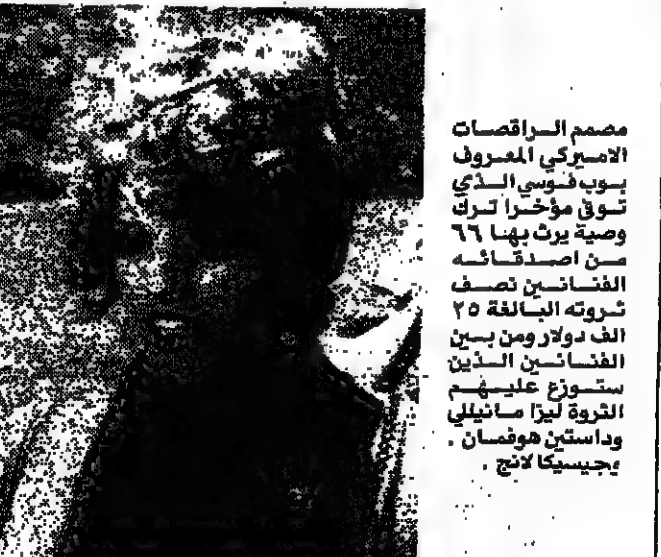 مصمم الراقصات
الاميركي المعروف
بوب فوسي الذي
توفي مؤخرا ترك
وصية يرث بها ٦٦
من اصدقائه
الفنانين نصف
ثروته البالغة ٢٥
الف دولار ومن بين
الفنانين الذين
ستوزع عليهم
الثروة ليزا مانيللي
وداستين هوفمان .
وجيسيكا لانج .